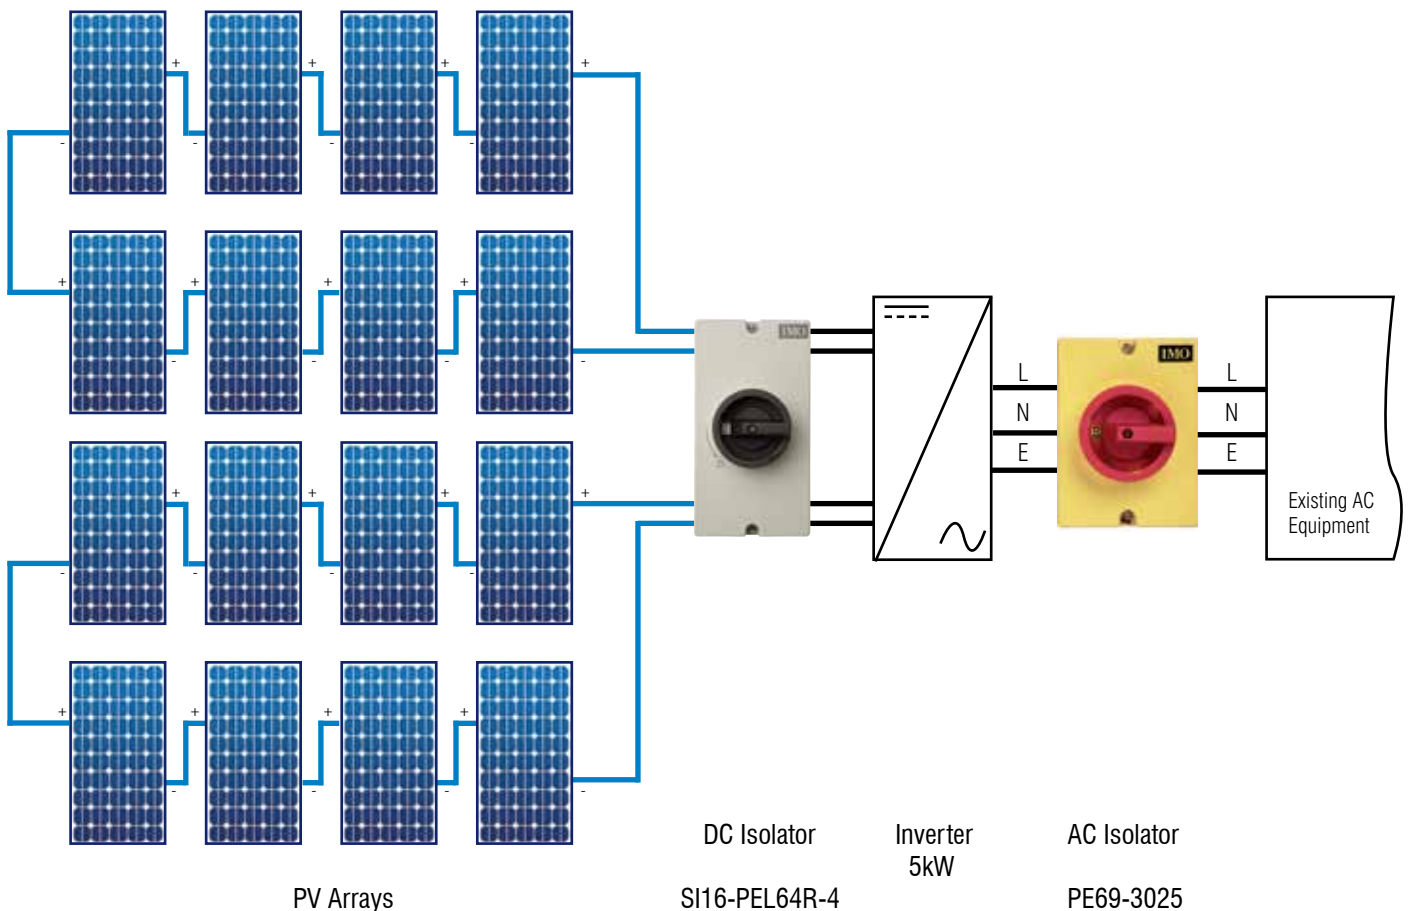 + + + +
- - - -
+ + + +
- - - -
+ + + +
- - - -
+ + + +
- - - -
IMO
IMO
L
N
E
L
N
E
Existing AC
Equipment
DC Isolator
Inverter
5kW
AC Isolator
PV Arrays
SI16-PEL64R-4
PE69-3025